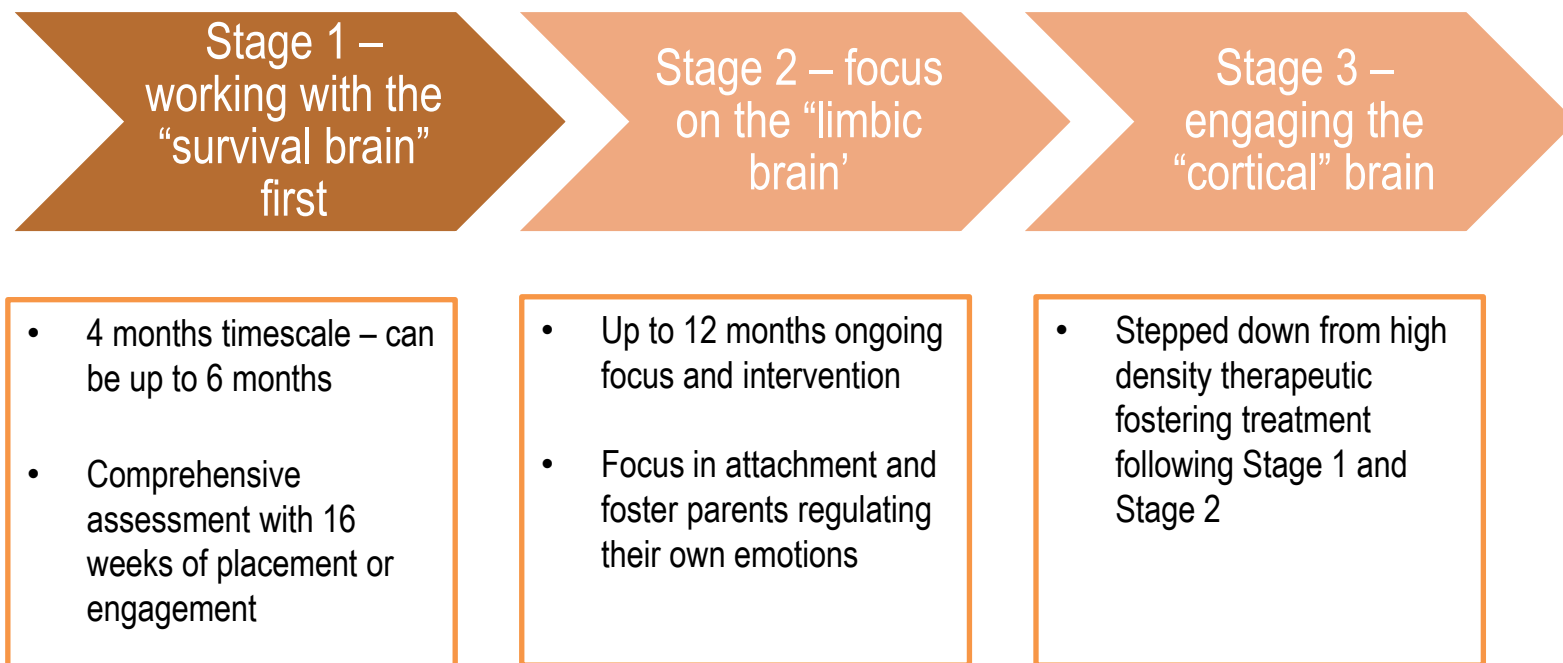 Stage 1 –
working with the
“survival brain”
first
Stage 2 – focus
on the “limbic
brain’
Stage 3 –
engaging the
“cortical” brain
• 4 months timescale – can
be up to 6 months
• Comprehensive
assessment with 16
weeks of placement or
engagement
• Up to 12 months ongoing
focus and intervention
• Focus in attachment and
foster parents regulating
their own emotions
• Stepped down from high
density therapeutic
fostering treatment
following Stage 1 and
Stage 2